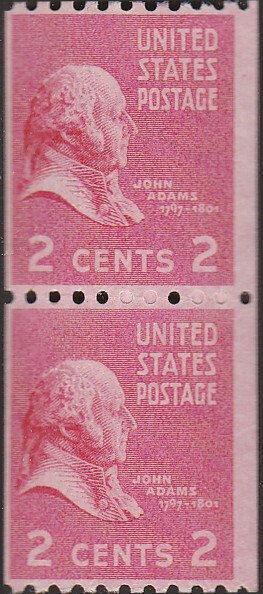 UNITED
STATES
POSTAGE
JOHN
ADAMS
1797-1801
2 CENTS 2
UNITED
STATES
POSTAGE
JOHN
ADAMS
1797-1801
2 CENTS 2